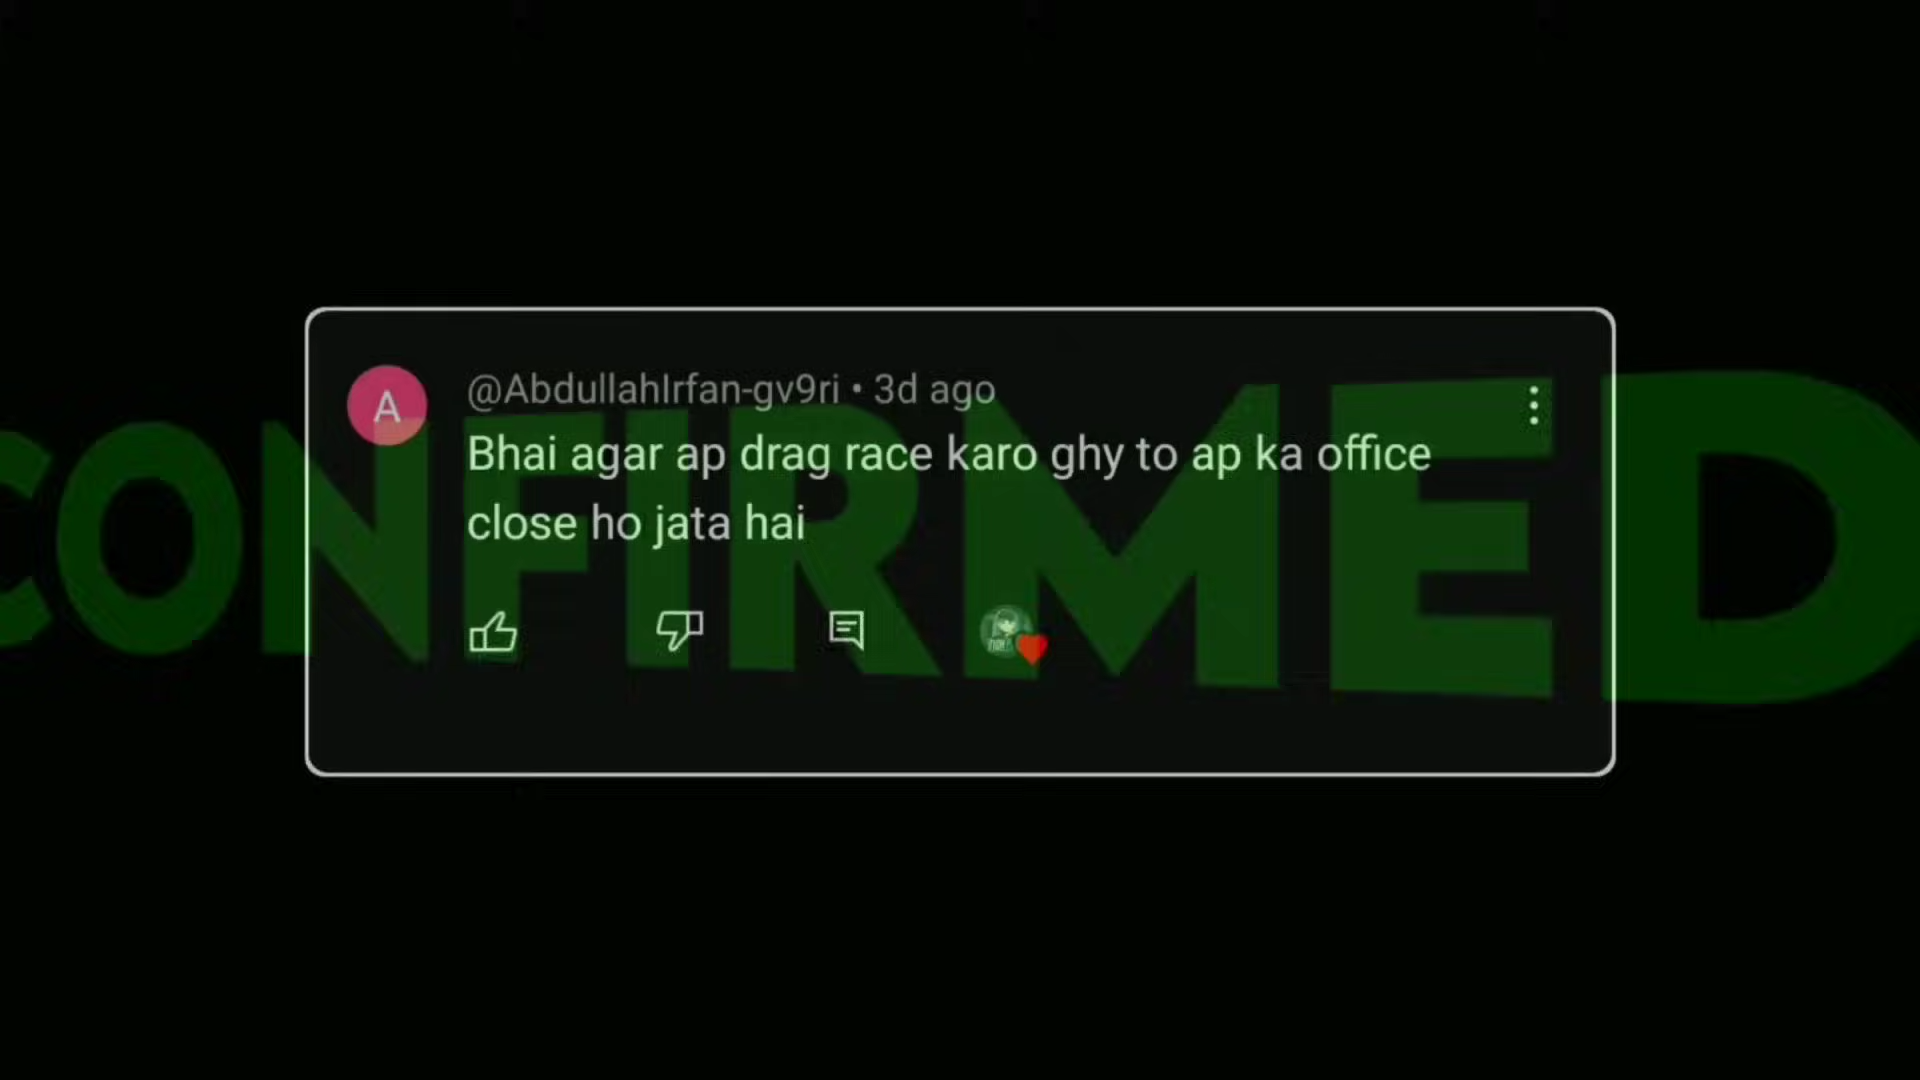 CONFIRMED
A
@AbdullahIrfan-gv9ri • 3d ago
Bhai agar ap drag race karo ghy to ap ka office
close ho jata hai